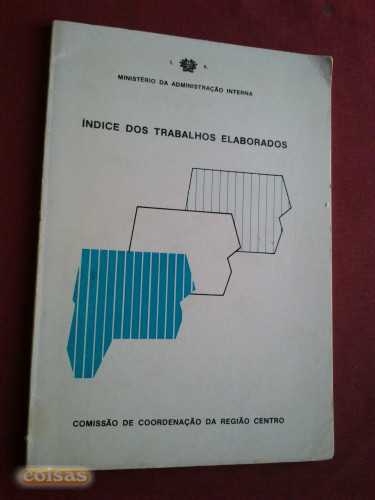 S. R.
MINISTÉRIO DA ADMINISTRAÇÃO INTERNA
ÍNDICE DOS TRABALHOS ELABORADOS
COMISSÃO DE COORDENAÇÃO DA REGIÃO CENTRO
coisas